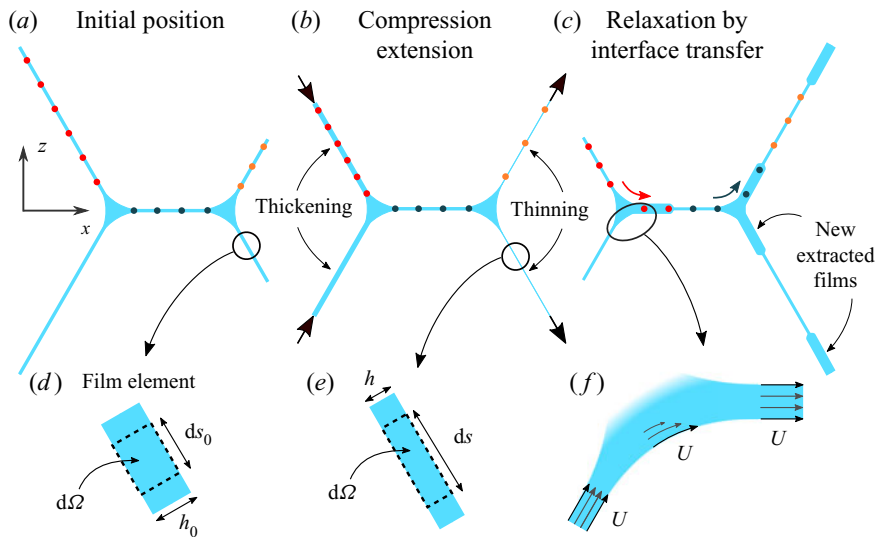 (a) Initial position
(b) Compression
extension
(c) Relaxation by
interface transfer
z
x
Thickening
Thinning
New
extracted
films
(d) Film element
ds₀
dΩ
h₀
(e)
h
ds
dΩ
(f)
U
U
U